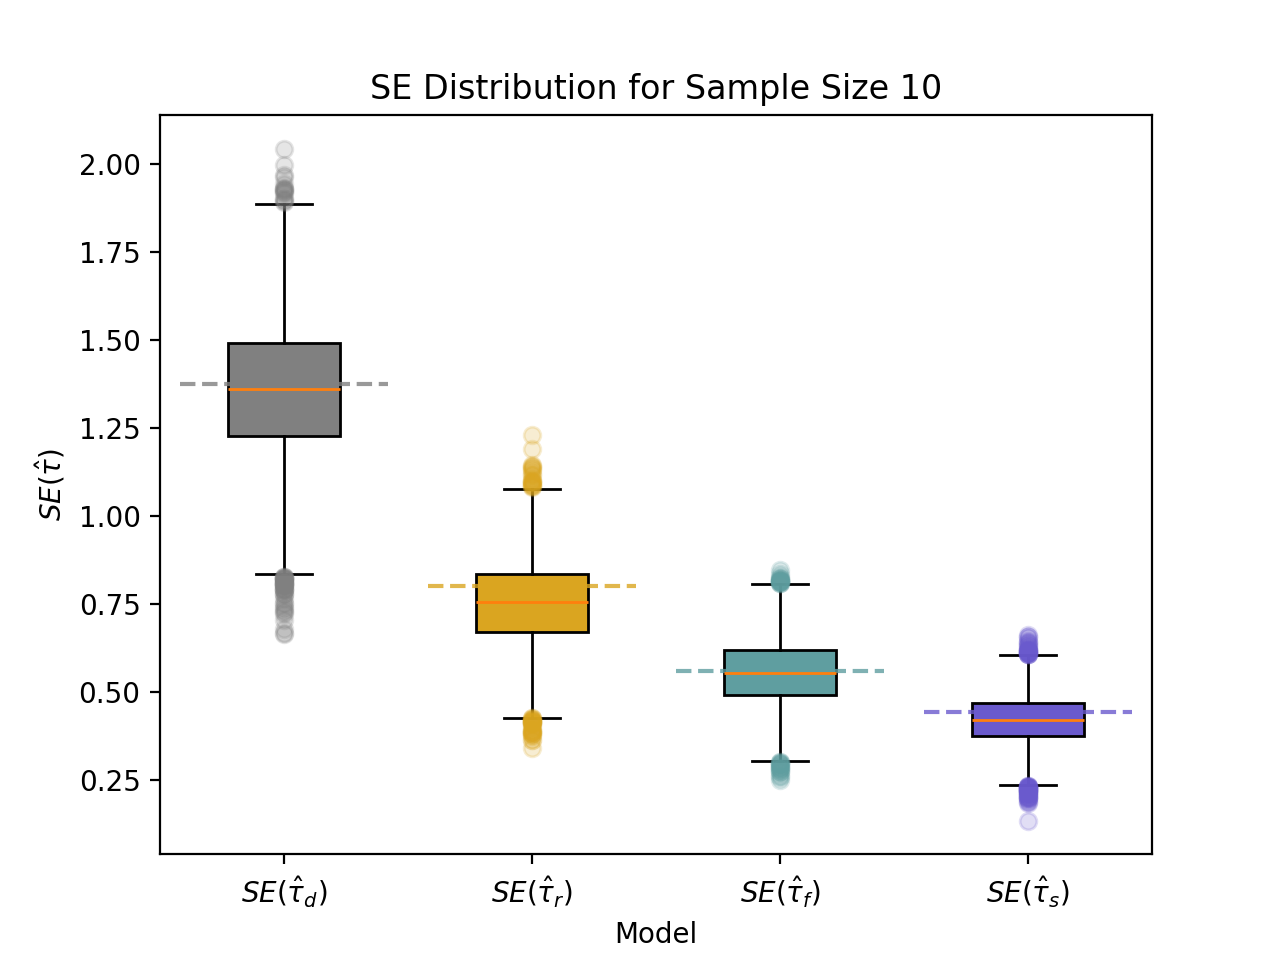 SE Distribution for Sample Size 10
2.00
1.75
1.50
1.25
1.00
0.75
0.50
0.25
SE(τ̂)
SE(τ̂_d) SE(τ̂_r) SE(τ̂_f) SE(τ̂_s)
Model